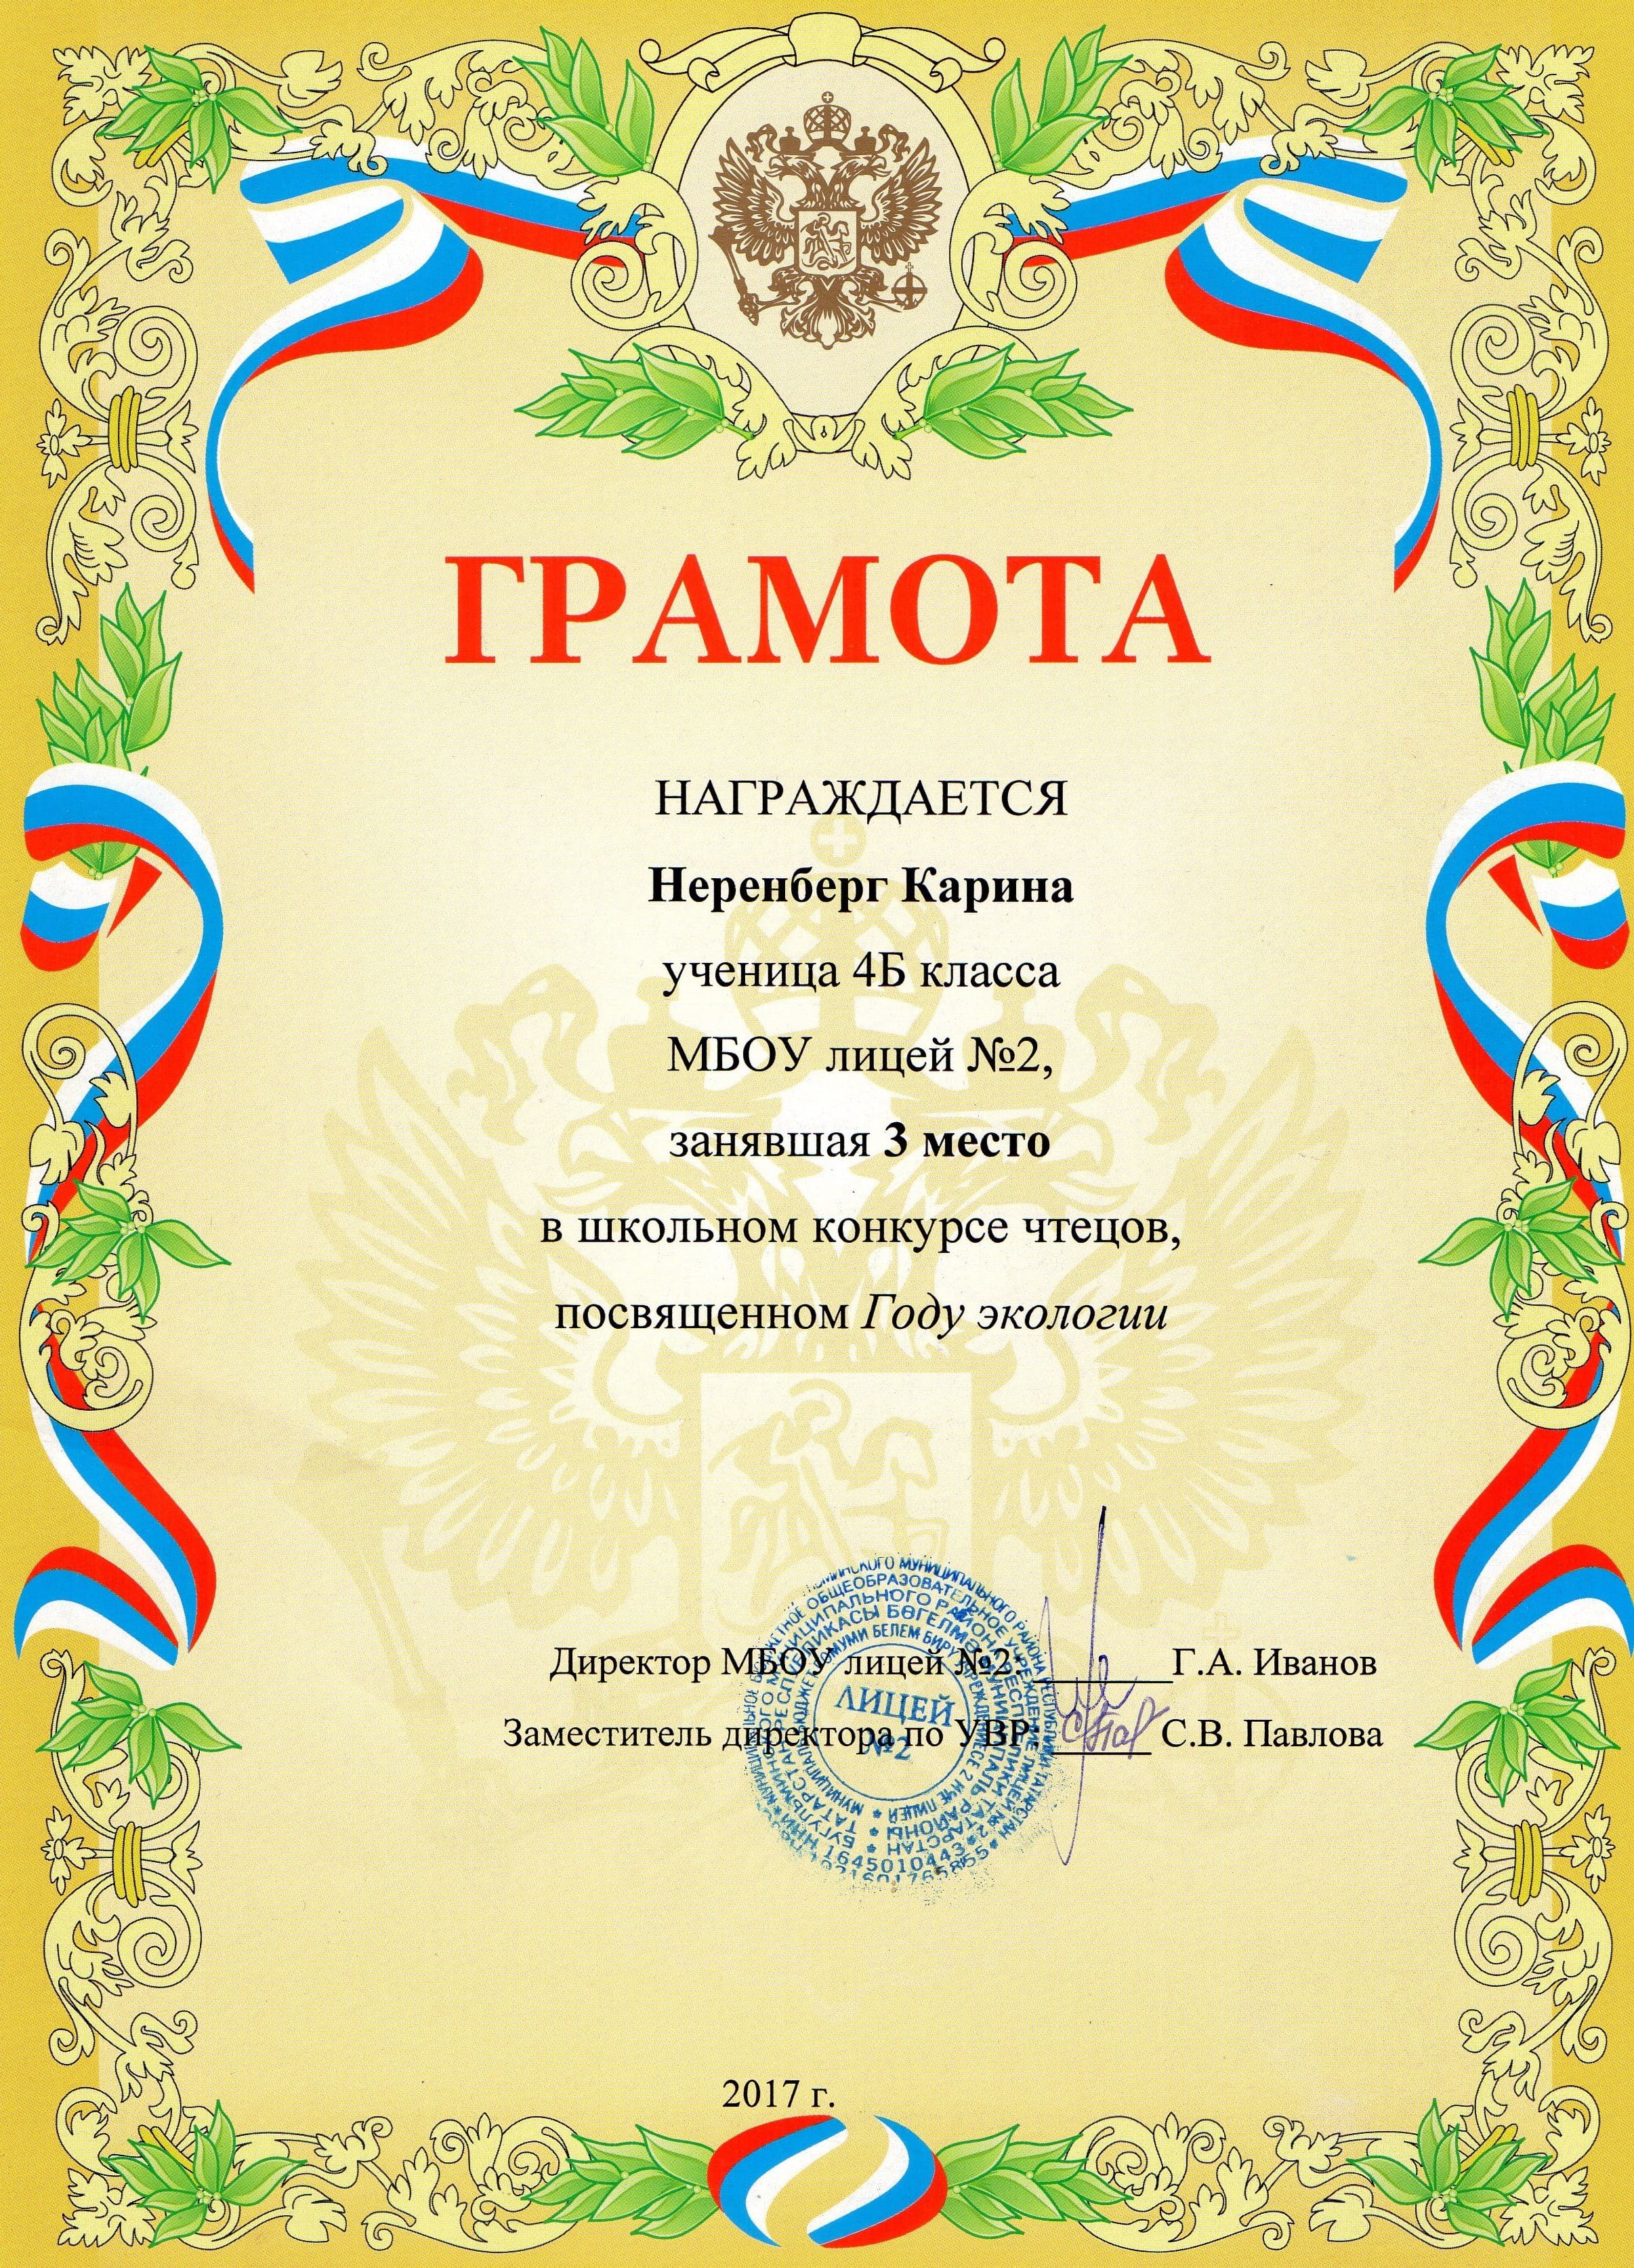 ГРАМОТА
НАГРАЖДАЕТСЯ
Неренберг Карина
ученица 4Б класса
МБОУ лицей №2,
занявшая 3 место
в школьном конкурсе чтецов,
посвященном Году экологии
Директор МБОУ лицей №2: Г.А. Иванов
Заместитель директора по УВР: С.В. Павлова
ЛИЦЕЙ
№2
2017 г.